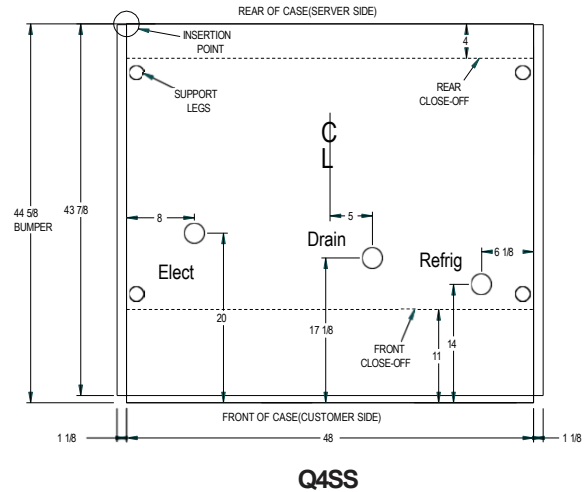 REAR OF CASE(SERVER SIDE)
INSERTION
POINT
4
SUPPORT
LEGS
REAR
CLOSE-OFF
C
L
44 5/8
BUMPER
43 7/8
8
5
Drain
6 1/8
Elect
Refrig
20
17 1/8
14
11
FRONT
CLOSE-OFF
FRONT OF CASE(CUSTOMER SIDE)
1 1/8
48
1 1/8
Q4SS